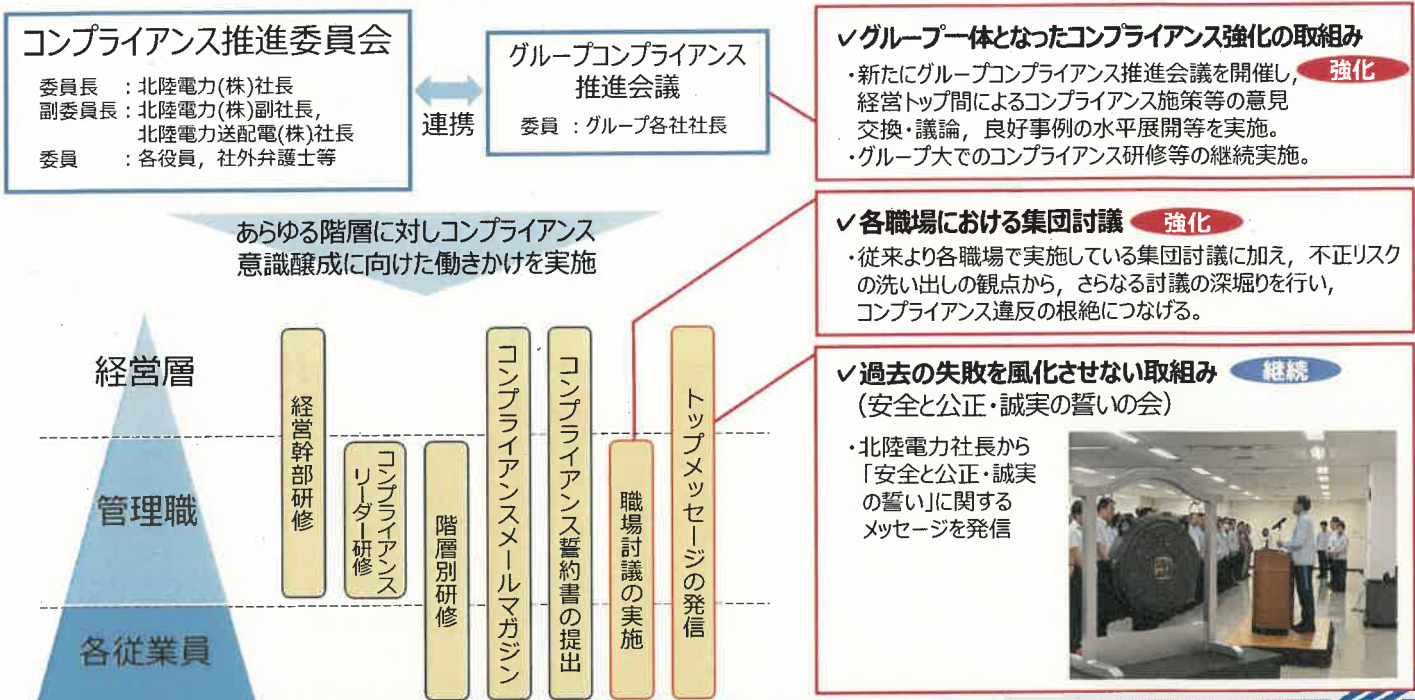 コンプライアンス推進委員会
委員長　：北陸電力(株)社長
副委員長：北陸電力(株)副社長，
北陸電力送配電(株)社長
委員　　：各役員，社外弁護士等
連携
グループコンプライアンス
推進会議
委員 ：グループ各社社長
あらゆる階層に対しコンプライアンス
意識醸成に向けた働きかけを実施
経営層
管理職
各従業員
経営幹部研修
コンプライアンス
リーダー研修
階層別研修
コンプライアンスメールマガジン
コンプライアンス誓約書の提出
職場討議の実施
トップメッセージの発信
✓グループ一体となったコンプライアンス強化の取組み
強化
・新たにグループコンプライアンス推進会議を開催し，
経営トップ間によるコンプライアンス施策等の意見
交換・議論，良好事例の水平展開等を実施。
・グループ大でのコンプライアンス研修等の継続実施。
✓各職場における集団討議 強化
・従来より各職場で実施している集団討議に加え，不正リスク
の洗い出しの観点から，さらなる討議の深堀りを行い，
コンプライアンス違反の根絶につなげる。
✓過去の失敗を風化させない取組み 継続
（安全と公正・誠実の誓いの会）
・北陸電力社長から
「安全と公正・誠実
の誓い」に関する
メッセージを発信